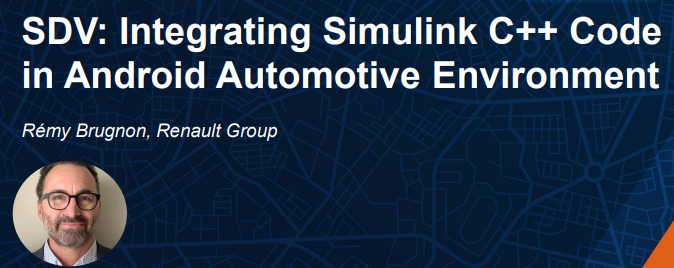 SDV: Integrating Simulink C++ Code
in Android Automotive Environment
Rémy Brugnon, Renault Group